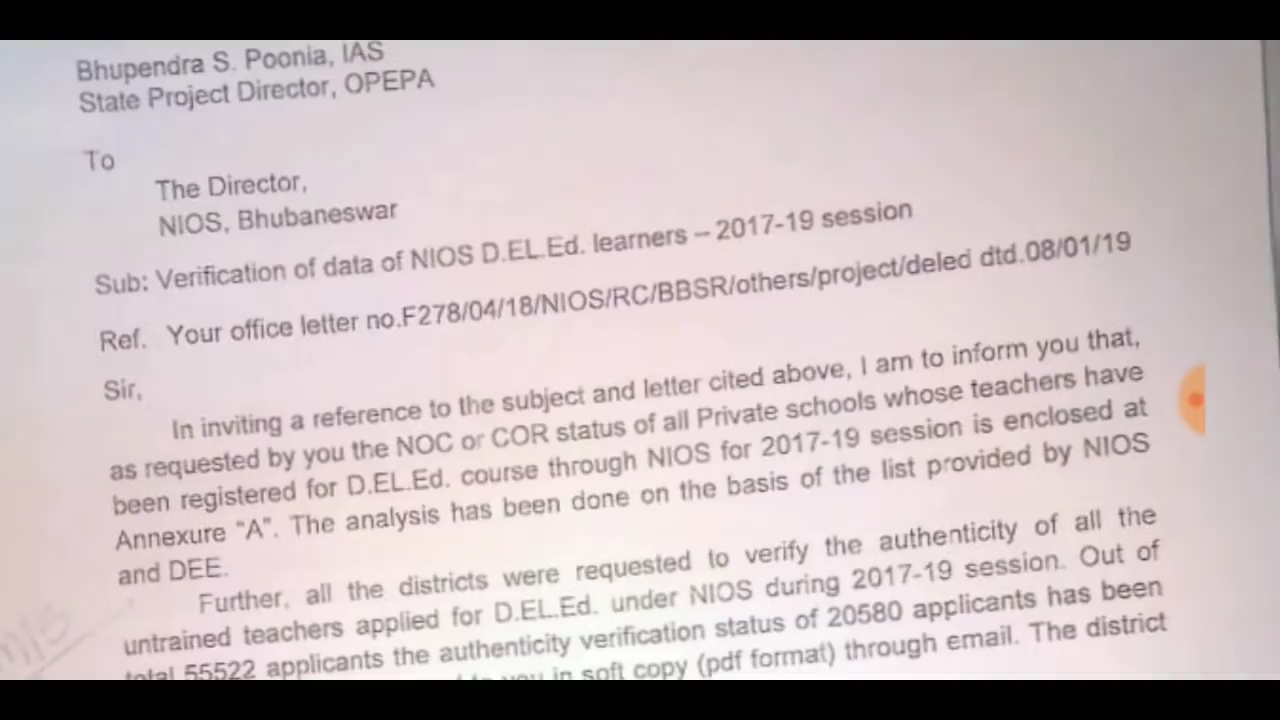 Bhupendra S. Poonia, IAS
State Project Director, OPEPA
To
The Director,
NIOS, Bhubaneswar
Sub: Verification of data of NIOS D.EL.Ed. learners – 2017-19 session
Ref. Your office letter no.F278/04/18/NIOS/RC/BBSR/others/project/deled dtd.08/01/19
Sir,
In inviting a reference to the subject and letter cited above, I am to inform you that,
as requested by you the NOC or COR status of all Private schools whose teachers have
been registered for D.EL.Ed. course through NIOS for 2017-19 session is enclosed at
Annexure "A". The analysis has been done on the basis of the list provided by NIOS
and DEE.
Further, all the districts were requested to verify the authenticity of all the
untrained teachers applied for D.EL.Ed. under NIOS during 2017-19 session. Out of
total 55522 applicants the authenticity verification status of 20580 applicants has been
to you in soft copy (pdf format) through email. The district